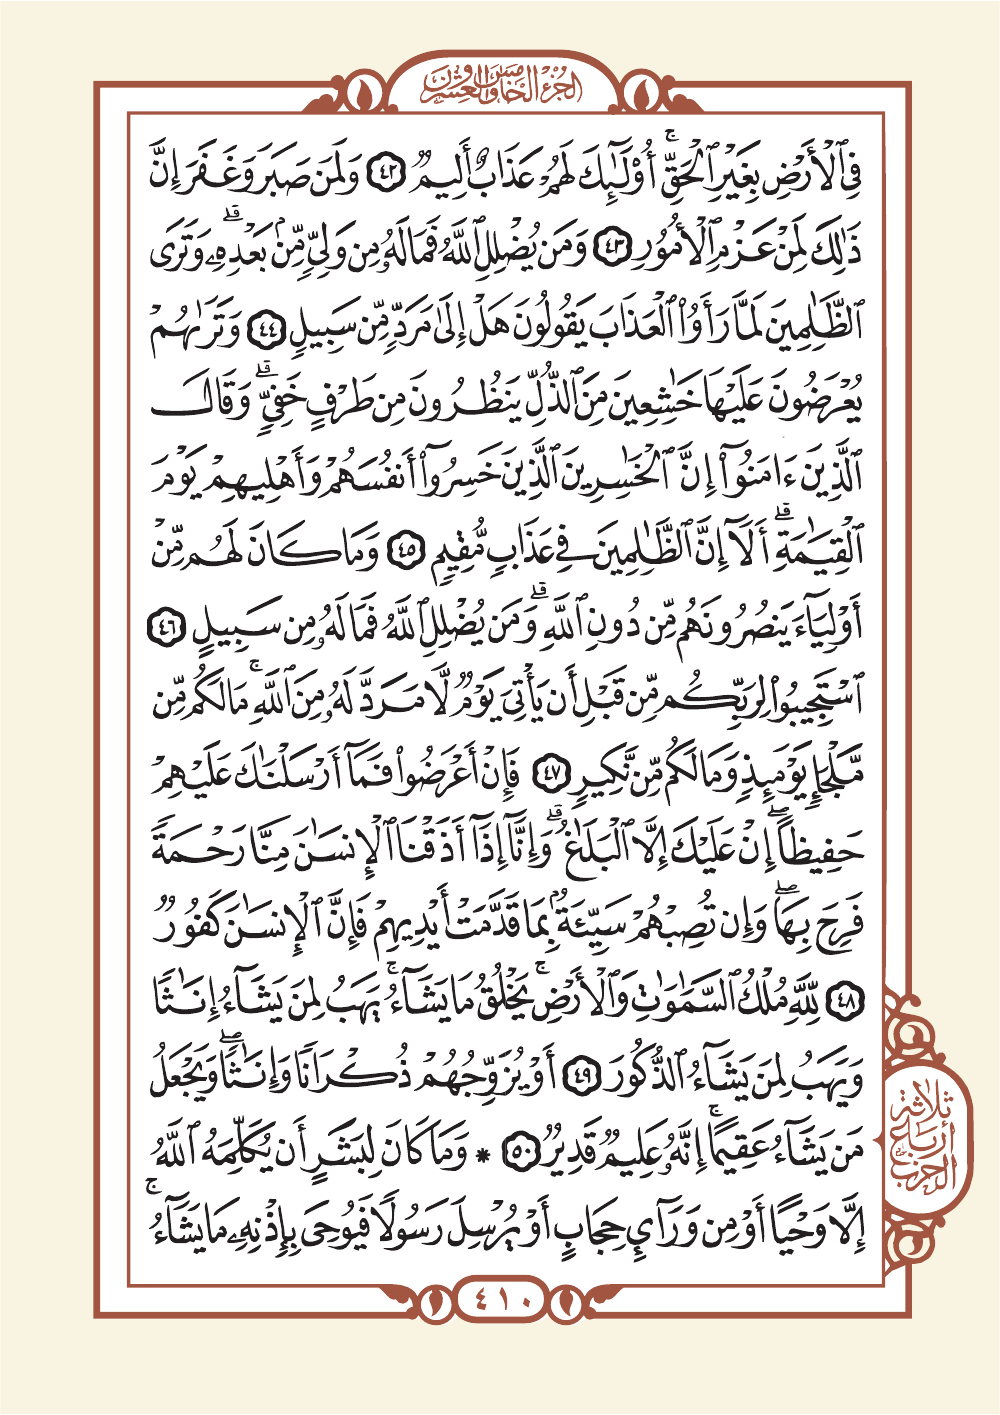 الجزء الخامس والعشرون
فِي ٱلۡأَرۡضِ بِغَيۡرِ ٱلۡحَقِّۚ أُوْلَٰٓئِكَ لَهُمۡ عَذَابٌ أَلِيمٞ ٤٢ وَلَمَن صَبَرَ وَغَفَرَ إِنَّ
ذَٰلِكَ لَمِنۡ عَزۡمِ ٱلۡأُمُورِ ٤٣ وَمَن يُضۡلِلِ ٱللَّهُ فَمَا لَهُۥ مِن وَلِيّٖ مِّنۢ بَعۡدِهِۦۗ وَتَرَى
ٱلظَّٰلِمِينَ لَمَّا رَأَوُاْ ٱلۡعَذَابَ يَقُولُونَ هَلۡ إِلَىٰ مَرَدّٖ مِّن سَبِيلٖ ٤٤ وَتَرَىٰهُمۡ
يُعۡرَضُونَ عَلَيۡهَا خَٰشِعِينَ مِنَ ٱلذُّلِّ يَنظُرُونَ مِن طَرۡفٍ خَفِيّٖۗ وَقَالَ
ٱلَّذِينَ ءَامَنُوٓاْ إِنَّ ٱلۡخَٰسِرِينَ ٱلَّذِينَ خَسِرُوٓاْ أَنفُسَهُمۡ وَأَهۡلِيهِمۡ يَوۡمَ
ٱلۡقِيَٰمَةِۗ أَلَآ إِنَّ ٱلظَّٰلِمِينَ فِي عَذَابٖ مُّقِيمٖ ٤٥ وَمَا كَانَ لَهُم مِّنۡ
أَوۡلِيَآءَ يَنصُرُونَهُم مِّن دُونِ ٱللَّهِۗ وَمَن يُضۡلِلِ ٱللَّهُ فَمَا لَهُۥ مِن سَبِيلٍ ٤٦
ٱسۡتَجِيبُواْ لِرَبِّكُم مِّن قَبۡلِ أَن يَأۡتِيَ يَوۡمٞ لَّا مَرَدَّ لَهُۥ مِنَ ٱللَّهِۚ مَا لَكُم مِّن
مَّلۡجَإٖ يَوۡمَئِذٖ وَمَا لَكُم مِّن نَّكِيرٖ ٤٧ فَإِنۡ أَعۡرَضُواْ فَمَآ أَرۡسَلۡنَٰكَ عَلَيۡهِمۡ
حَفِيظًاۖ إِنۡ عَلَيۡكَ إِلَّا ٱلۡبَلَٰغُۗ وَإِنَّآ إِذَآ أَذَقۡنَا ٱلۡإِنسَٰنَ مِنَّا رَحۡمَةٗ
فَرِحَ بِهَاۖ وَإِن تُصِبۡهُمۡ سَيِّئَةُۢ بِمَا قَدَّمَتۡ أَيۡدِيهِمۡ فَإِنَّ ٱلۡإِنسَٰنَ كَفُورٞ
٤٨ لِّلَّهِ مُلۡكُ ٱلسَّمَٰوَٰتِ وَٱلۡأَرۡضِۚ يَخۡلُقُ مَا يَشَآءُۚ يَهَبُ لِمَن يَشَآءُ إِنَٰثٗا
وَيَهَبُ لِمَن يَشَآءُ ٱلذُّكُورَ ٤٩ أَوۡ يُزَوِّجُهُمۡ ذُكۡرَانٗا وَإِنَٰثٗاۖ وَيَجۡعَلُ
مَن يَشَآءُ عَقِيمًاۚ إِنَّهُۥ عَلِيمٞ قَدِيرٞ ٥٠ * وَمَا كَانَ لِبَشَرٍ أَن يُكَلِّمَهُ ٱللَّهُ
إِلَّا وَحۡيًا أَوۡ مِن وَرَآيِٕ حِجَابٍ أَوۡ يُرۡسِلَ رَسُولٗا فَيُوحِيَ بِإِذۡنِهِۦ مَا يَشَآءُۚ
ثلاثة
أرباع
الحزب
٤١٠